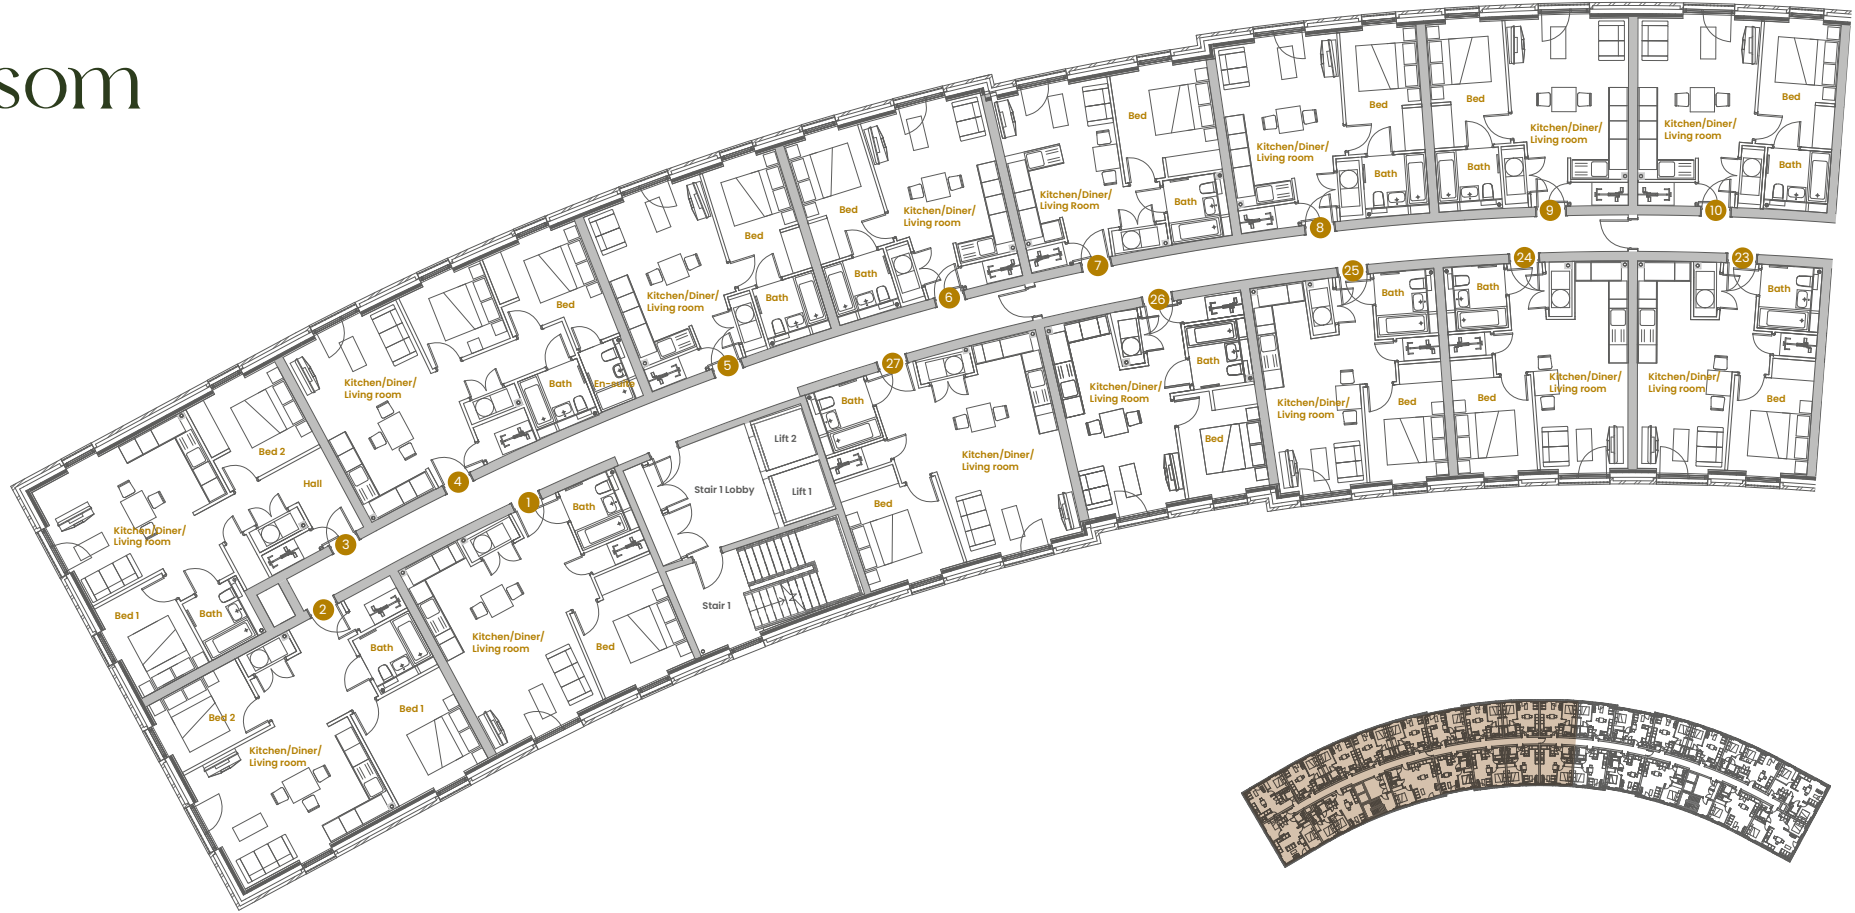 som
Bed 2
Hall
Kitchen/Diner/
Living room
Bed 1
Bath
3
Kitchen/Diner/
Living room
Bed
Bath
En-suite
4
Kitchen/Diner/
Living room
Bed
Bath
5
Bed
Kitchen/Diner/
Living room
Bath
6
Bed
Kitchen/Diner/
Living Room
Bath
7
Bed
Kitchen/Diner/
Living room
Bath
8
Bed
Kitchen/Diner/
Living room
Bath
9
Bed
Kitchen/Diner/
Living room
Bath
10
2
Bath
Bed 2
Bed 1
Kitchen/Diner/
Living room
1
Bath
Kitchen/Diner/
Living room
Bed
Lift 2
Stair 1 Lobby
Lift 1
Stair 1
27
Bath
Kitchen/Diner/
Living room
Bed
26
Bath
Kitchen/Diner/
Living Room
Bed
25
Bath
Kitchen/Diner/
Living room
Bed
24
Bath
Kitchen/Diner/
Living room
Bed
23
Bath
Kitchen/Diner/
Living room
Bed